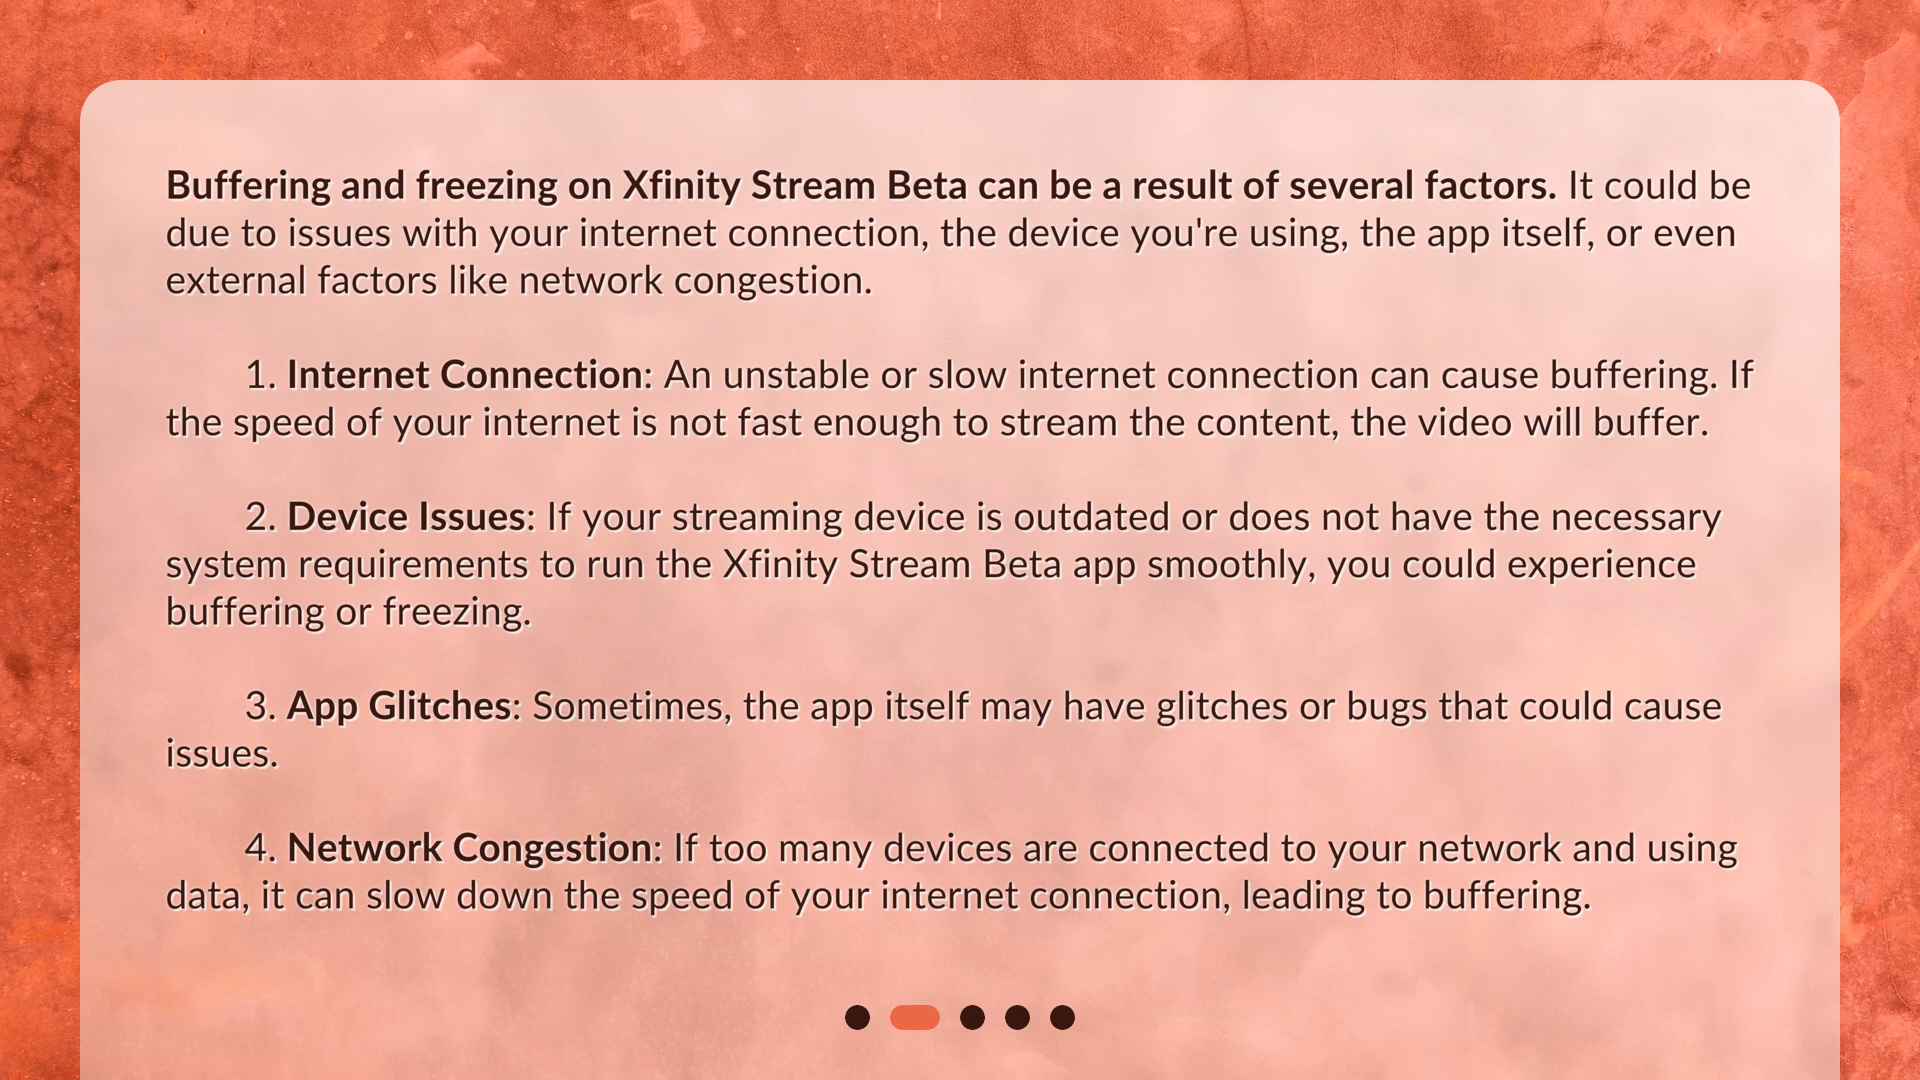 Buffering and freezing on Xfinity Stream Beta can be a result of several factors. It could be
due to issues with your internet connection, the device you're using, the app itself, or even
external factors like network congestion.
1. Internet Connection: An unstable or slow internet connection can cause buffering. If
the speed of your internet is not fast enough to stream the content, the video will buffer.
2. Device Issues: If your streaming device is outdated or does not have the necessary
system requirements to run the Xfinity Stream Beta app smoothly, you could experience
buffering or freezing.
3. App Glitches: Sometimes, the app itself may have glitches or bugs that could cause
issues.
4. Network Congestion: If too many devices are connected to your network and using
data, it can slow down the speed of your internet connection, leading to buffering.